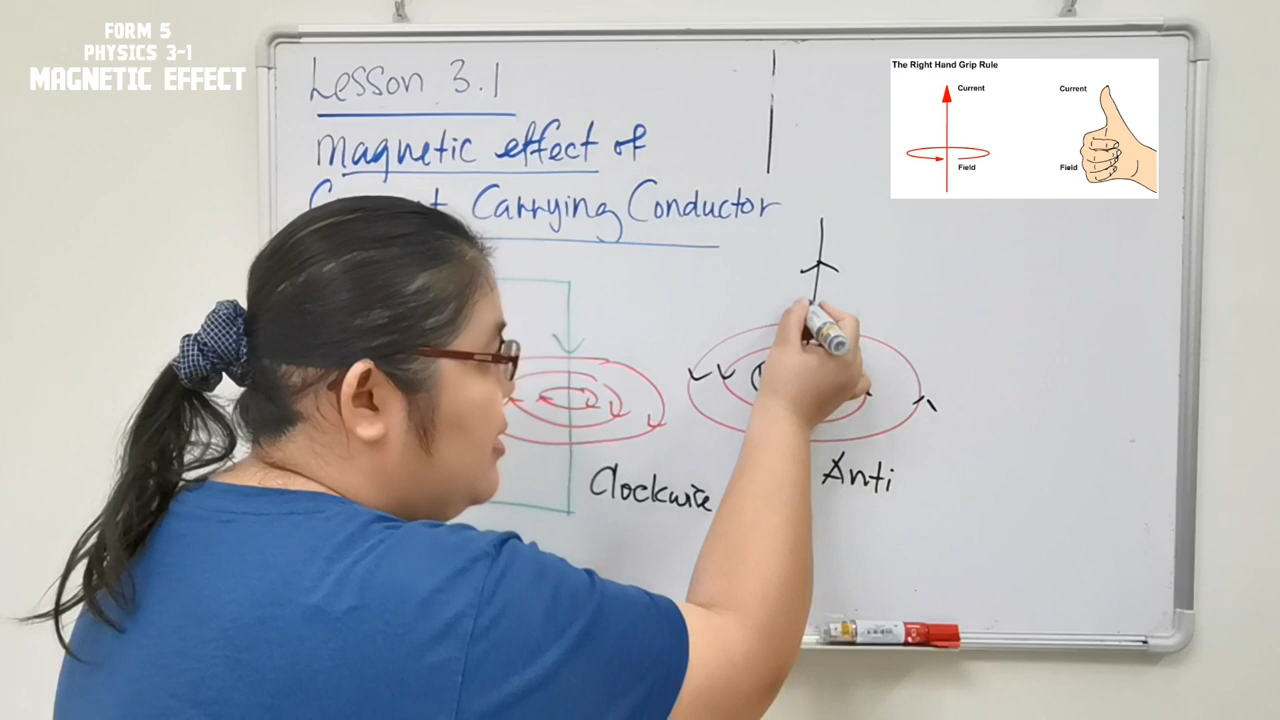 FORM 5
PHYSICS 3-1
MAGNETIC EFFECT
Lesson 3.1
Magnetic effect of
Carrying Conductor
Clockwise
Anti
The Right Hand Grip Rule
Current
Field
Current
Field